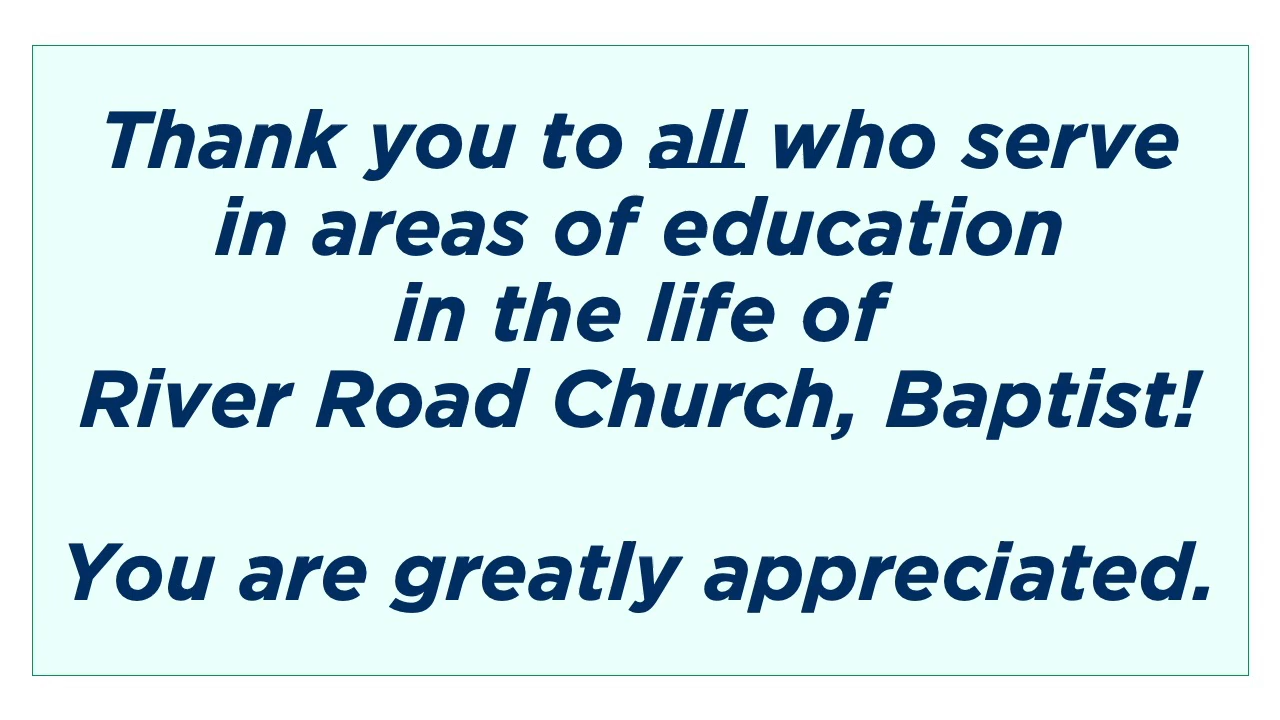 Thank you to all who serve
in areas of education
in the life of
River Road Church, Baptist!
You are greatly appreciated.